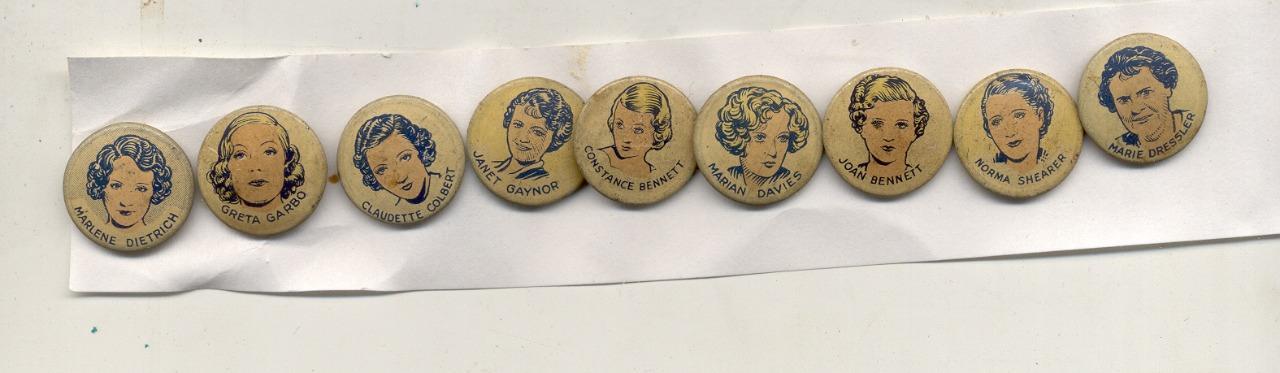 MARLENE DIETRICH
GRETA GARBO
CLAUDETTE COLBERT
JANET GAYNOR
CONSTANCE BENNETT
MARIAN DAVIES
JOAN BENNETT
NORMA SHEARER
MARIE DRESSLER